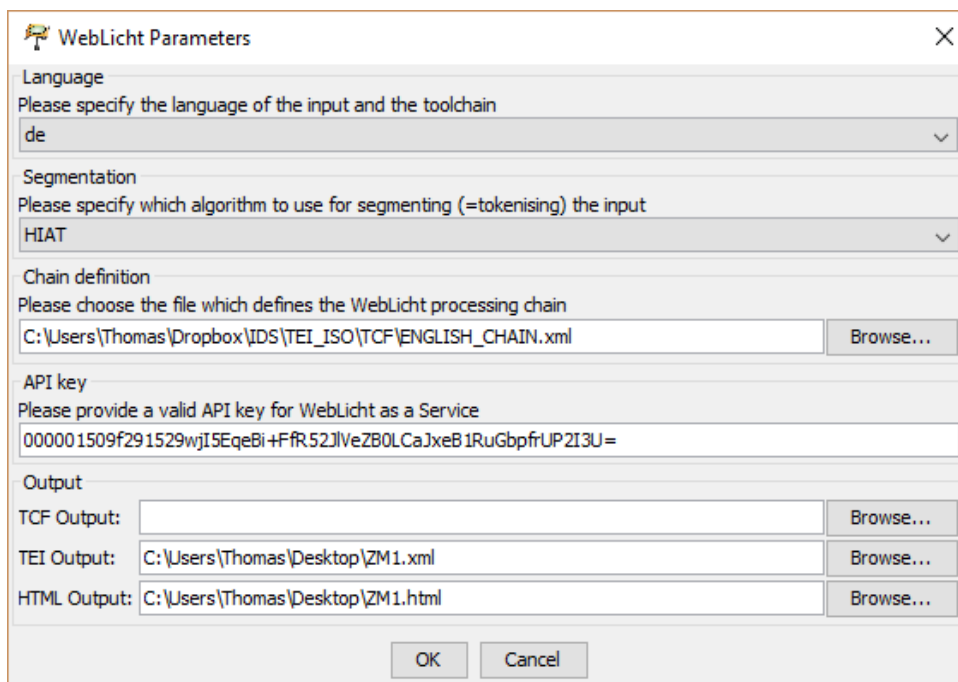 WebLicht Parameters
Language
Please specify the language of the input and the toolchain
de
Segmentation
Please specify which algorithm to use for segmenting (=tokenising) the input
HIAT
Chain definition
Please choose the file which defines the WebLicht processing chain
C:\Users\Thomas\Dropbox\IDS\TEI_ISO\TCF\ENGLISH_CHAIN.xml Browse...
API key
Please provide a valid API key for WebLicht as a Service
000001509f291529wjI5EqeBi+FfR52JlVeZB0LCaJxeB1RuGbpfrUP2I3U=
Output
TCF Output: Browse...
TEI Output: C:\Users\Thomas\Desktop\ZM1.xml Browse...
HTML Output: C:\Users\Thomas\Desktop\ZM1.html Browse...
OK Cancel